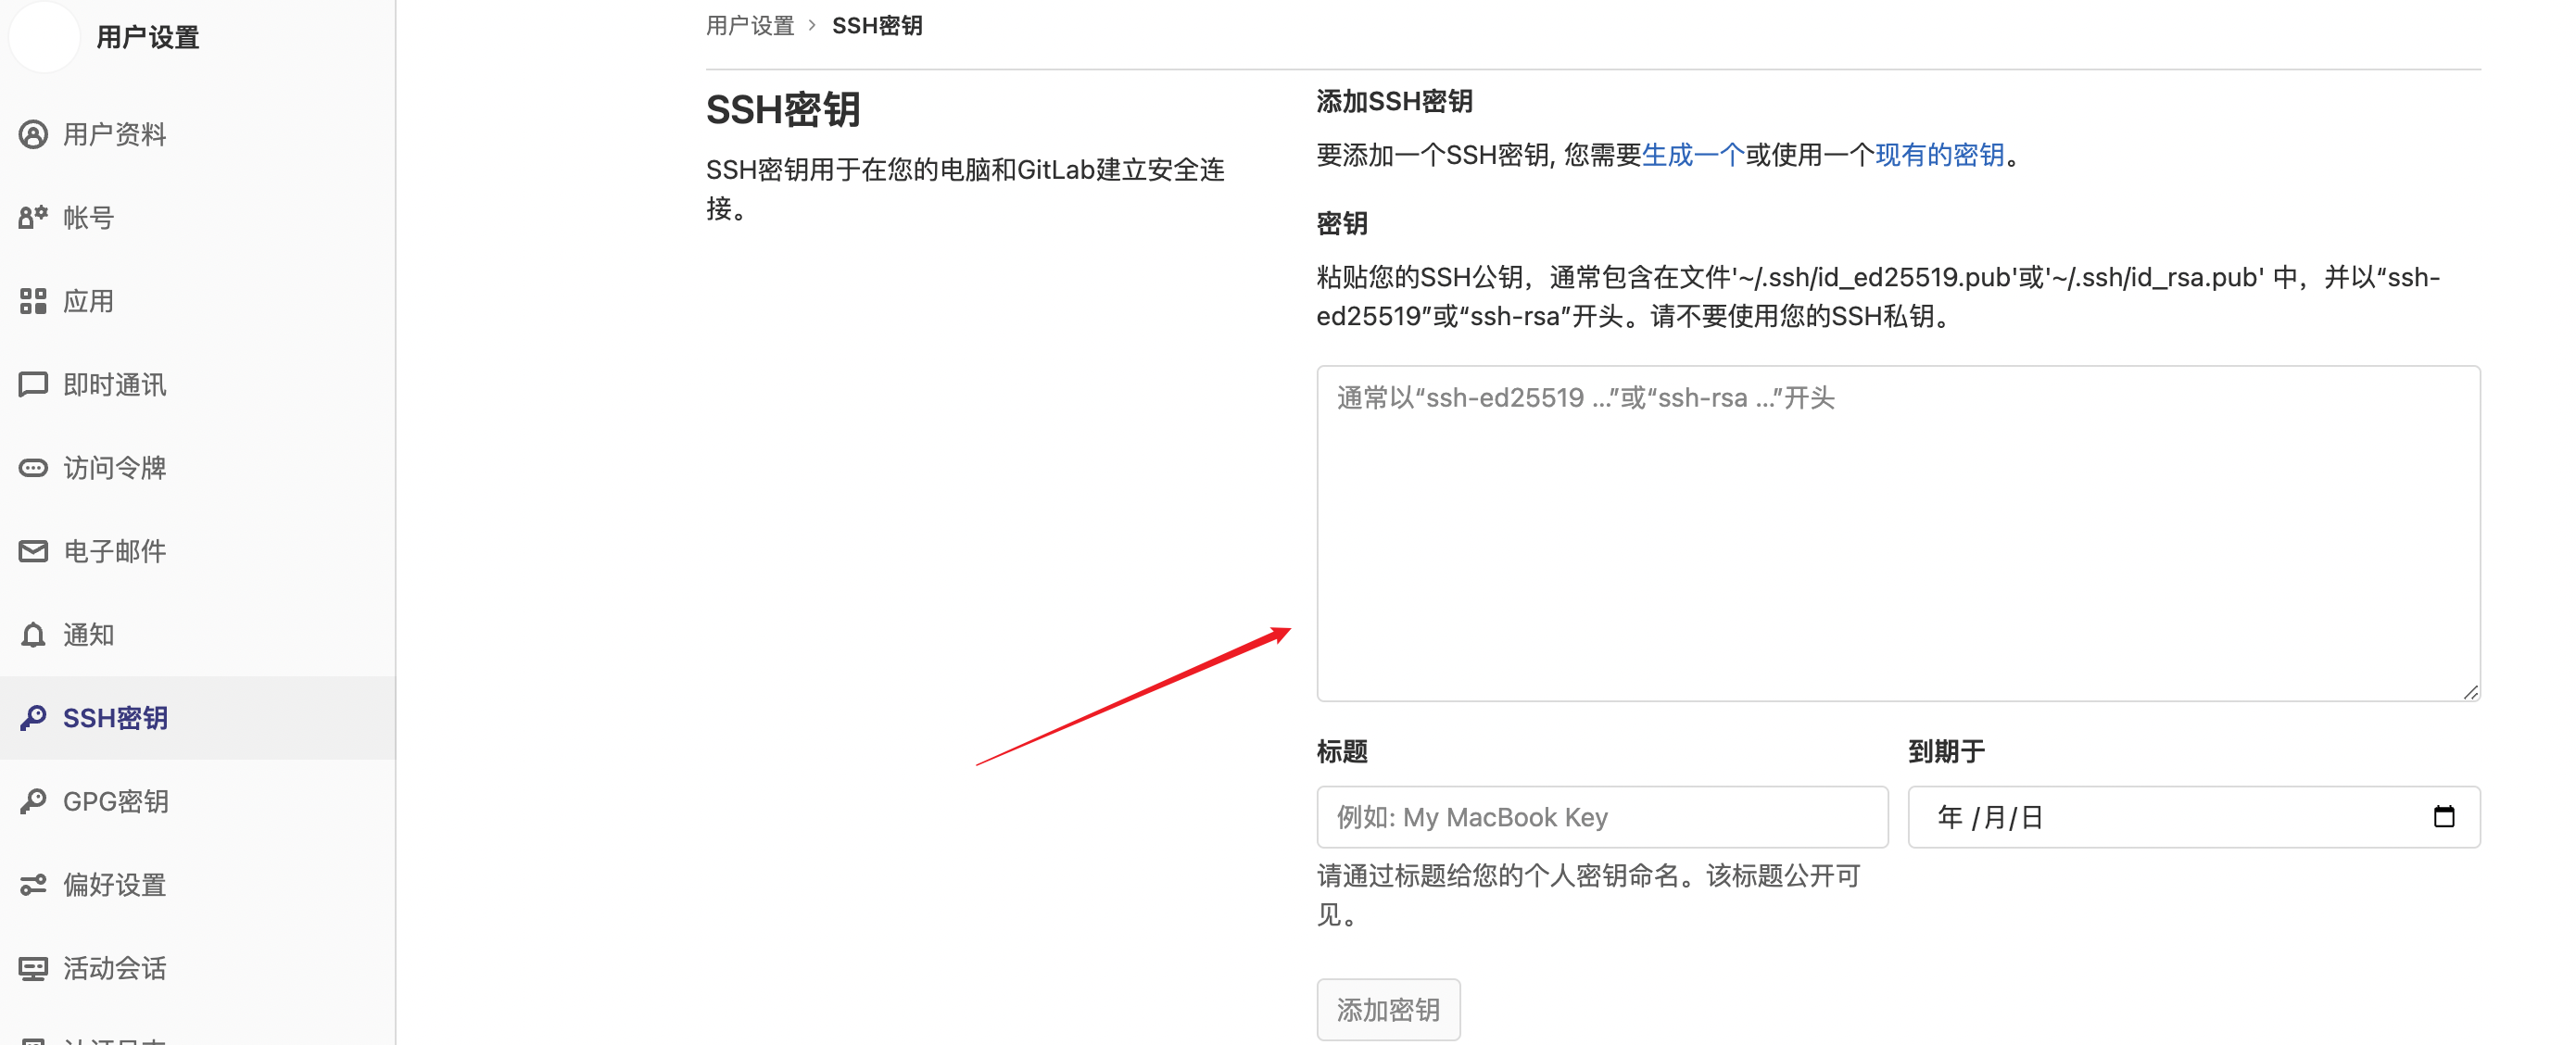 用户设置
用户资料
帐号
应用
即时通讯
访问令牌
电子邮件
通知
SSH密钥
GPG密钥
偏好设置
活动会话
用户设置 › SSH密钥
SSH密钥
SSH密钥用于在您的电脑和GitLab建立安全连
接。
添加SSH密钥
要添加一个SSH密钥, 您需要生成一个或使用一个现有的密钥。
密钥
粘贴您的SSH公钥，通常包含在文件'~/.ssh/id_ed25519.pub'或'~/.ssh/id_rsa.pub' 中，并以“ssh-
ed25519”或“ssh-rsa”开头。请不要使用您的SSH私钥。
通常以“ssh-ed25519 ...”或“ssh-rsa ...”开头
标题
到期于
例如: My MacBook Key
年 /月/日
请通过标题给您的个人密钥命名。该标题公开可
见。
添加密钥